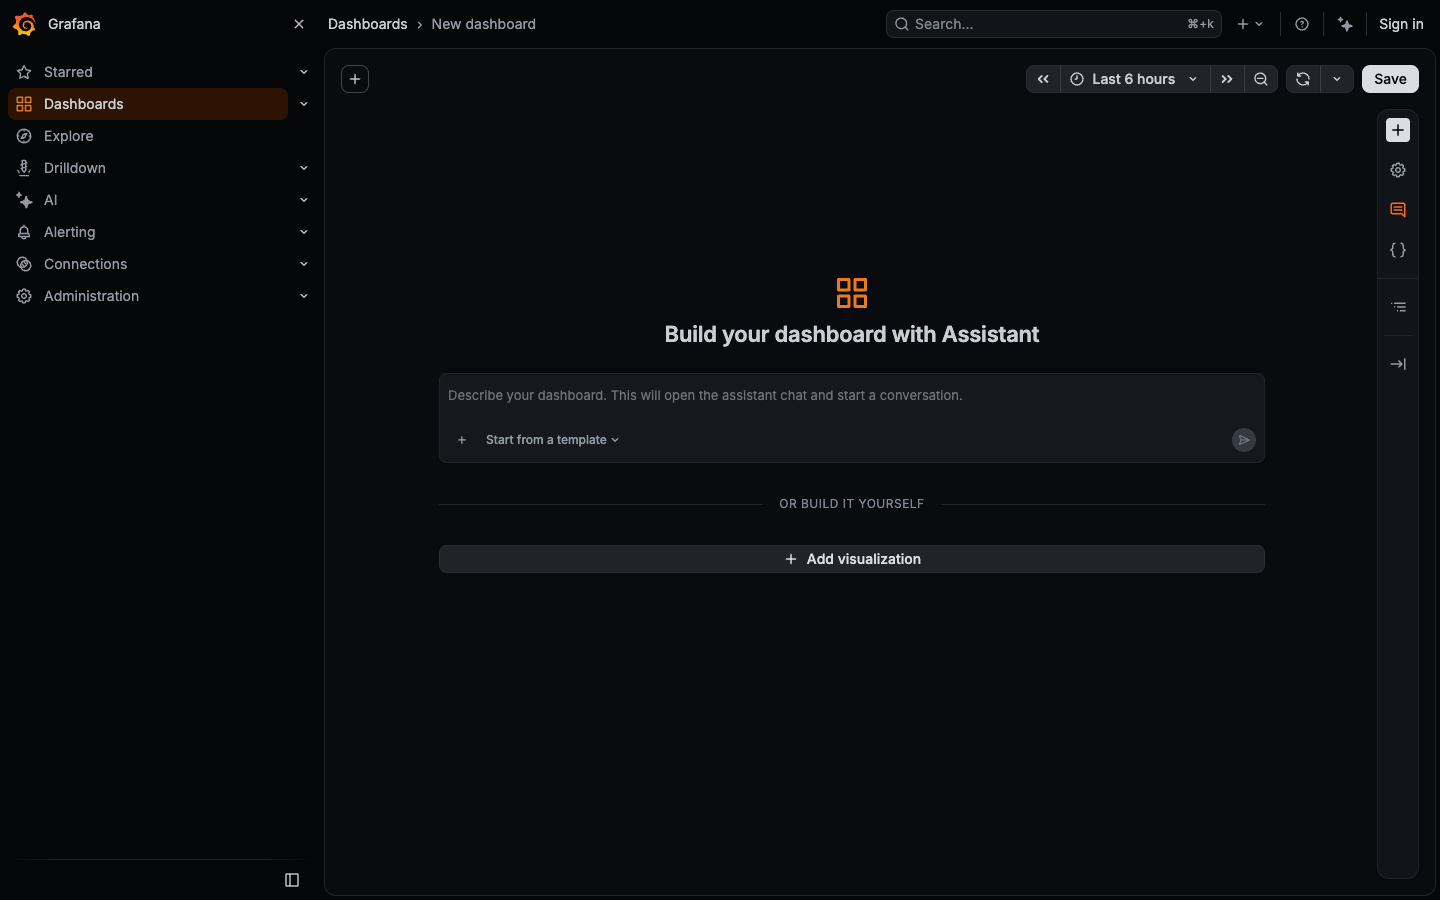 Grafana
Dashboards › New dashboard
Search...
⌘+k
Sign in
Starred
Dashboards
Explore
Drilldown
AI
Alerting
Connections
Administration
Last 6 hours
Save
Build your dashboard with Assistant
Describe your dashboard. This will open the assistant chat and start a conversation.
Start from a template
OR BUILD IT YOURSELF
Add visualization